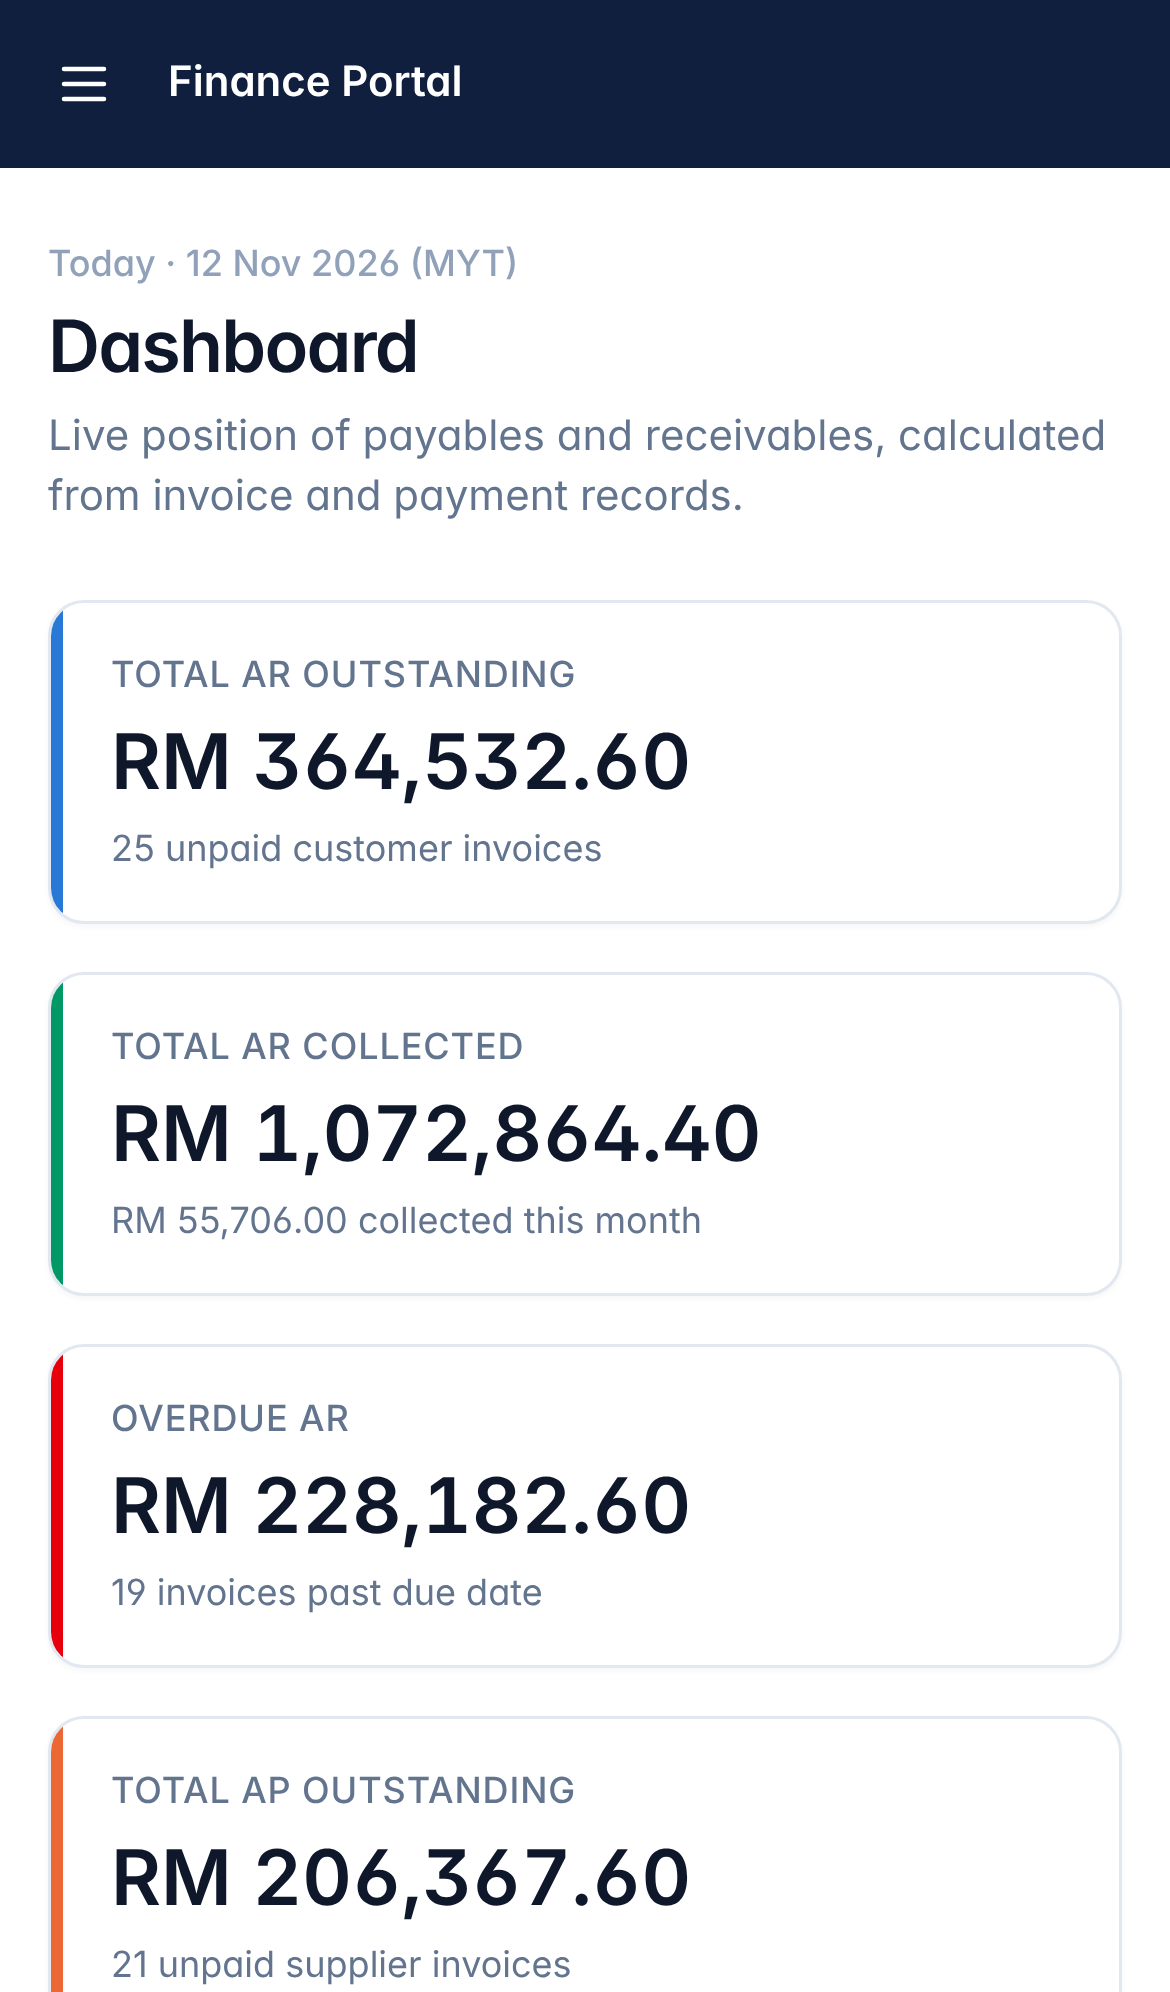 Finance Portal
Today · 12 Nov 2026 (MYT)
Dashboard
Live position of payables and receivables, calculated
from invoice and payment records.
TOTAL AR OUTSTANDING
RM 364,532.60
25 unpaid customer invoices
TOTAL AR COLLECTED
RM 1,072,864.40
RM 55,706.00 collected this month
OVERDUE AR
RM 228,182.60
19 invoices past due date
TOTAL AP OUTSTANDING
RM 206,367.60
21 unpaid supplier invoices